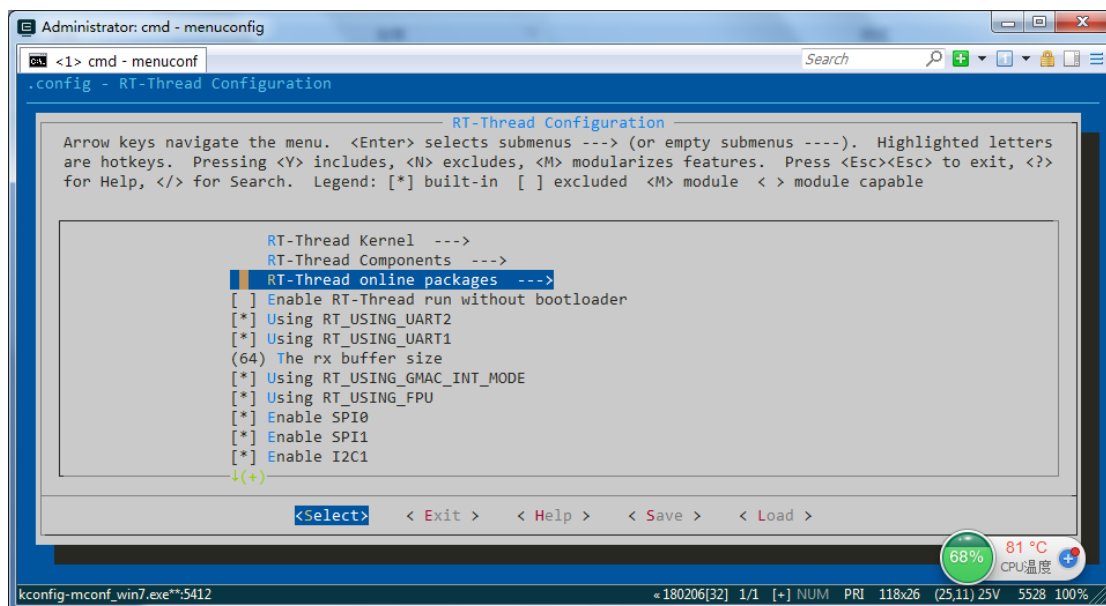 Administrator: cmd - menuconfig
<1> cmd - menuconf
Search
.config - RT-Thread Configuration
RT-Thread Configuration
Arrow keys navigate the menu. <Enter> selects submenus ---> (or empty submenus ----). Highlighted letters
are hotkeys. Pressing <Y> includes, <N> excludes, <M> modularizes features. Press <Esc><Esc> to exit, <?>
for Help, </> for Search. Legend: [*] built-in [ ] excluded <M> module < > module capable
RT-Thread Kernel --->
RT-Thread Components --->
RT-Thread online packages --->
[ ] Enable RT-Thread run without bootloader
[*] Using RT_USING_UART2
[*] Using RT_USING_UART1
(64) The rx buffer size
[*] Using RT_USING_GMAC_INT_MODE
[*] Using RT_USING_FPU
[*] Enable SPI0
[*] Enable SPI1
[*] Enable I2C1
↓(+)
<Select> < Exit > < Help > < Save > < Load >
68%
81 °C
CPU温度
kconfig-mconf_win7.exe**:5412 « 180206[32] 1/1 [+] NUM PRI 118x26 (25,11) 25V 5528 100%